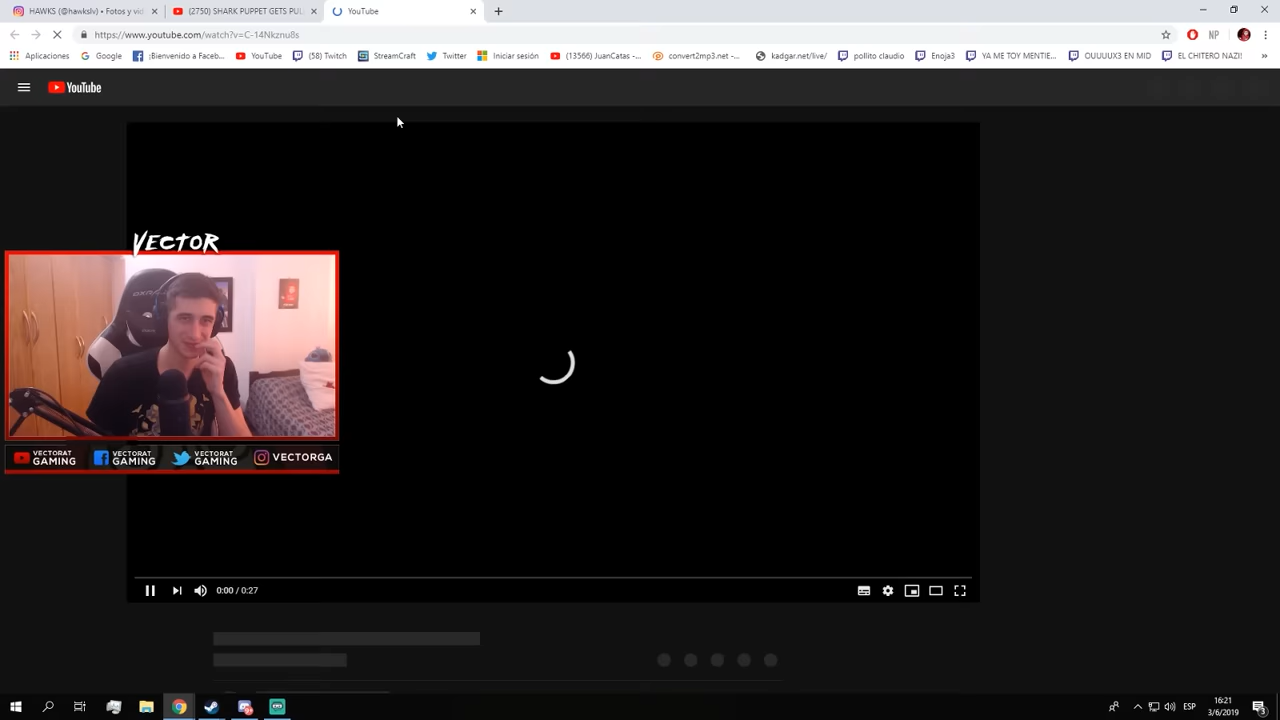 HAWKS (@hawkslv) • Fotos y vid
(2750) SHARK PUPPET GETS PUL
YouTube
https://www.youtube.com/watch?v=C-14Nkznu8s
NP
Aplicaciones
Google
¡Bienvenido a Faceb...
YouTube
(58) Twitch
StreamCraft
Twitter
Iniciar sesión
(13566) JuanCatas -...
convert2mp3.net -...
kadgar.net/live/
pollito claudio
Enoja3
YA ME TOY MENTIE...
OUUUUX3 EN MID
EL CHITERO NAZI!
»
YouTube
VECTOR
VECTORAT GAMING
VECTORAT GAMING
VECTORAT GAMING
VECTORGA
0:00 / 0:27
ESP
16:21
3/6/2019